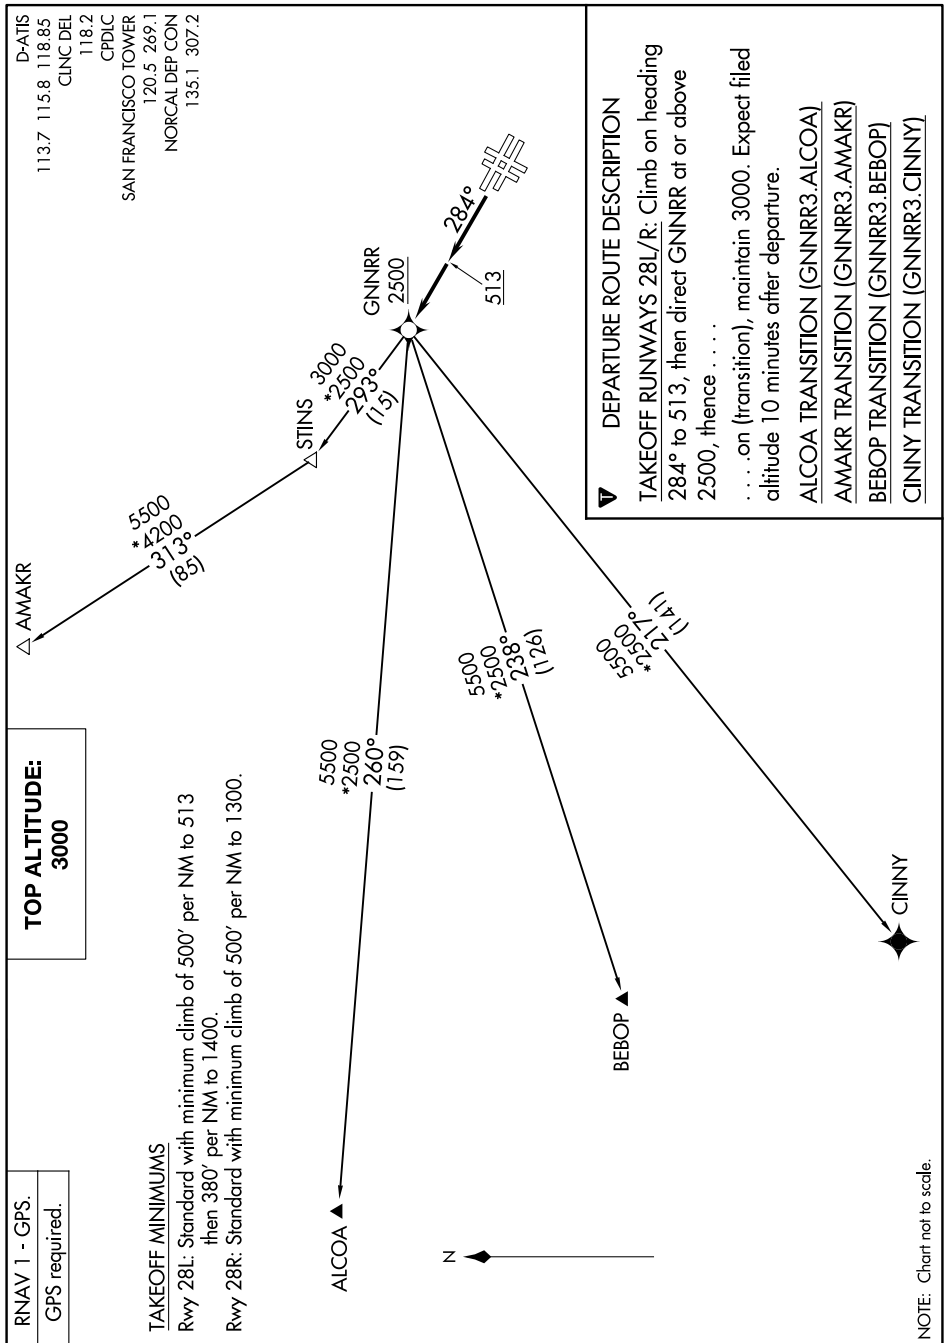 RNAV 1 - GPS.
GPS required.
TOP ALTITUDE:
3000
D-ATIS
113.7 115.8 118.85
CLNC DEL
118.2
CPDLC
SAN FRANCISCO TOWER
120.5 269.1
NORCAL DEP CON
135.1 307.2
TAKEOFF MINIMUMS
Rwy 28L: Standard with minimum climb of 500' per NM to 513
then 380' per NM to 1400.
Rwy 28R: Standard with minimum climb of 500' per NM to 1300.
AMAKR
5500
*4200
313°
(85)
STINS
3000
*2500
293°
(15)
GNNRR
2500
284°
513
ALCOA
5500
*2500
260°
(159)
BEBOP
5500
*2500
238°
(126)
CINNY
5500
*2500
217°
(141)
N
T
DEPARTURE ROUTE DESCRIPTION
TAKEOFF RUNWAYS 28L/R: Climb on heading
284° to 513, then direct GNNRR at or above
2500, thence . . . .
. . . .on (transition), maintain 3000. Expect filed
altitude 10 minutes after departure.
ALCOA TRANSITION (GNNRR3.ALCOA)
AMAKR TRANSITION (GNNRR3.AMAKR)
BEBOP TRANSITION (GNNRR3.BEBOP)
CINNY TRANSITION (GNNRR3.CINNY)
NOTE: Chart not to scale.